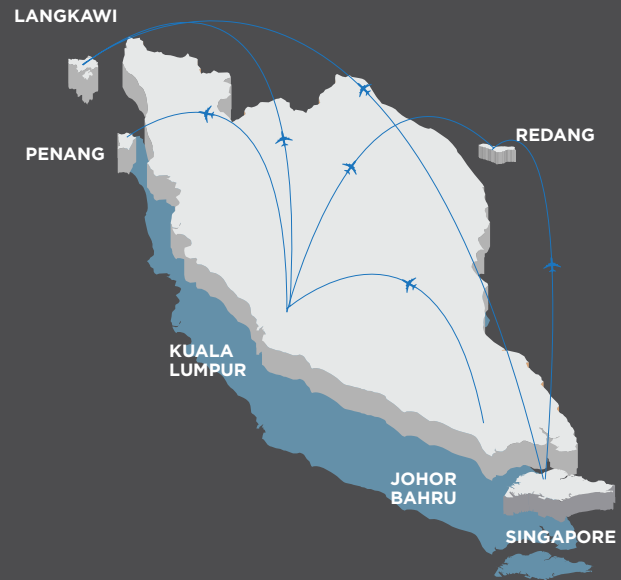 LANGKAWI
PENANG
REDANG
KUALA
LUMPUR
JOHOR
BAHRU
SINGAPORE